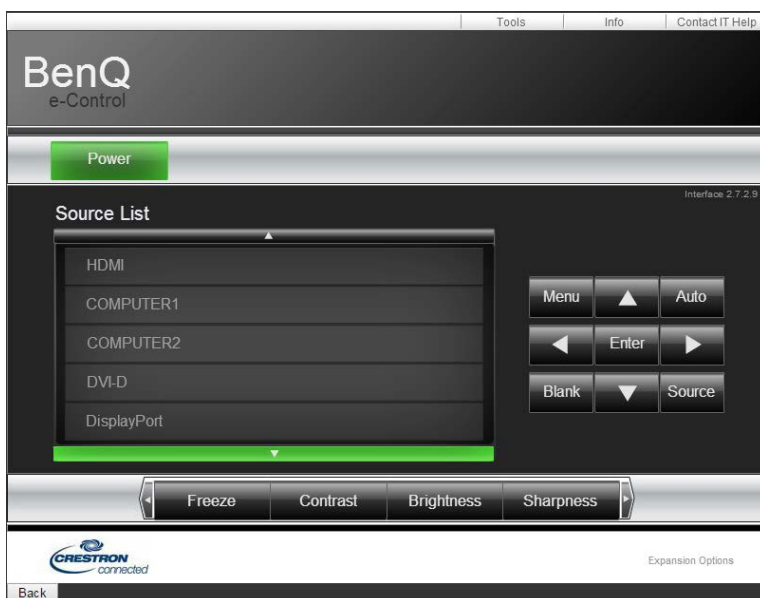 Tools Info Contact IT Help
BenQ
e-Control
Power
Interface 2.7.2.9
Source List
HDMI
COMPUTER1
COMPUTER2
DVI-D
DisplayPort
Menu Auto
Enter
Blank Source
Freeze Contrast Brightness Sharpness
CRESTRON
connected
Expansion Options
Back